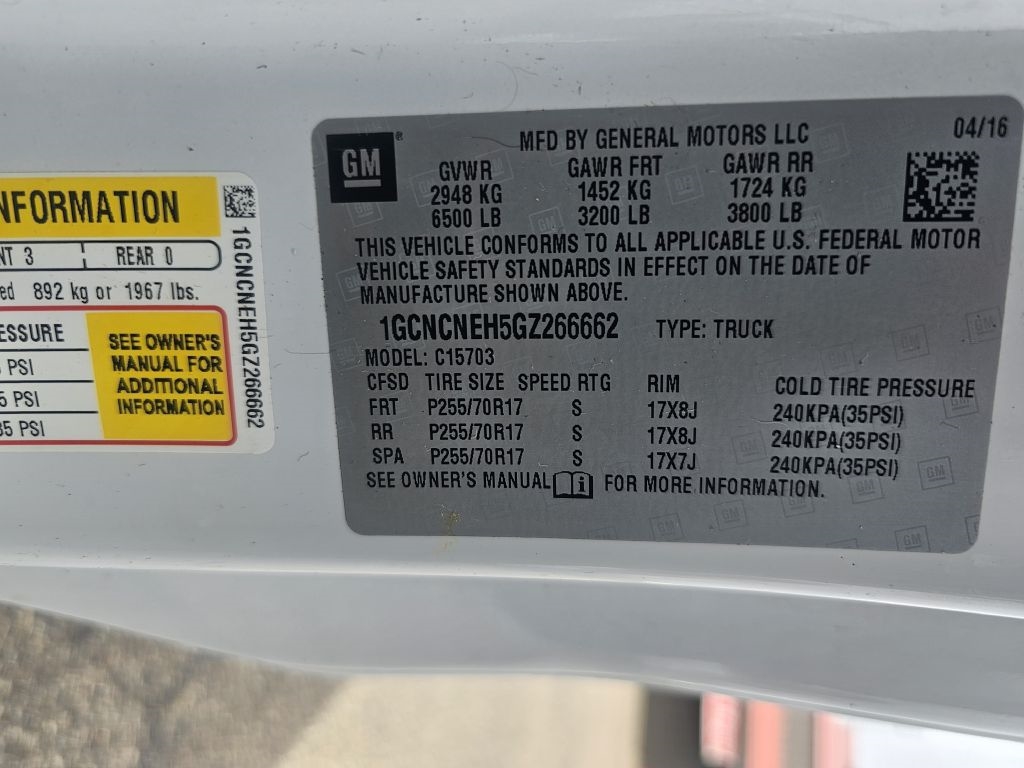 INFORMATION
NT 3 REAR 0
ed 892 kg or 1967 lbs.
ESSURE
PSI
5 PSI
35 PSI
SEE OWNER'S
MANUAL FOR
ADDITIONAL
INFORMATION
1GCNCNEH5GZ266662
GM ®
MFD BY GENERAL MOTORS LLC 04/16
GVWR GAWR FRT GAWR RR
2948 KG 1452 KG 1724 KG
6500 LB 3200 LB 3800 LB
THIS VEHICLE CONFORMS TO ALL APPLICABLE U.S. FEDERAL MOTOR
VEHICLE SAFETY STANDARDS IN EFFECT ON THE DATE OF
MANUFACTURE SHOWN ABOVE.
1GCNCNEH5GZ266662 TYPE: TRUCK
MODEL: C15703
CFSD TIRE SIZE SPEED RTG RIM COLD TIRE PRESSURE
FRT P255/70R17 S 17X8J 240KPA(35PSI)
RR P255/70R17 S 17X8J 240KPA(35PSI)
SPA P255/70R17 S 17X7J 240KPA(35PSI)
SEE OWNER'S MANUAL i FOR MORE INFORMATION.